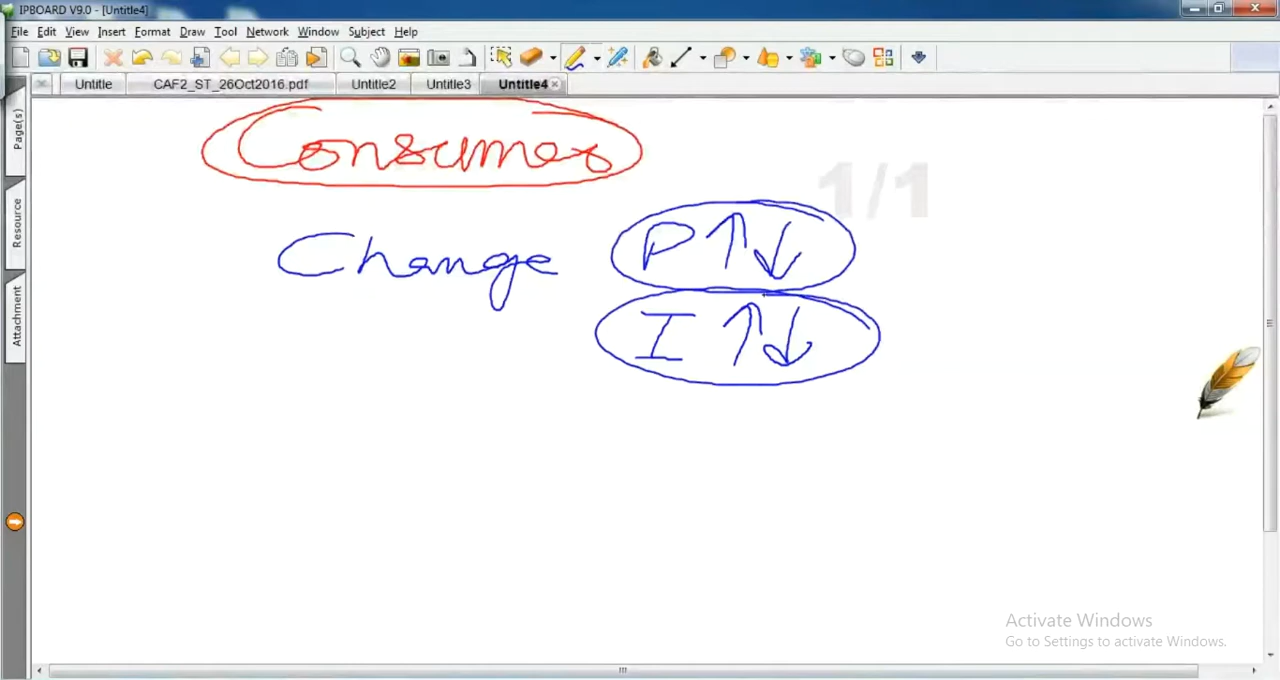 IPBOARD V9.0 - [Untitle4]
File Edit View Insert Format Draw Tool Network Window Subject Help
Untitle CAF2_ST_26Oct2016.pdf Untitle2 Untitle3 Untitle4
Page(s)
Resource
Attachment
Consumer
1/1
Change P↑↓
I↑↓
Activate Windows
Go to Settings to activate Windows.